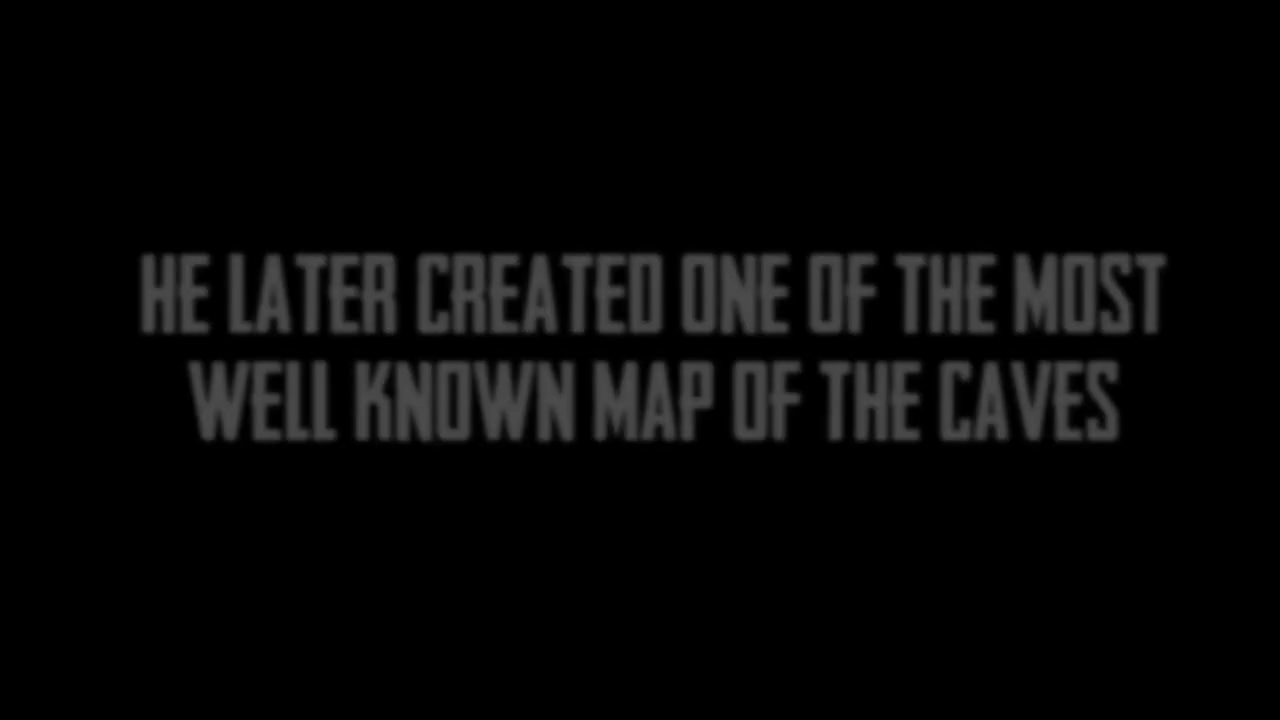 HE LATER CREATED ONE OF THE MOST
WELL KNOWN MAP OF THE CAVES